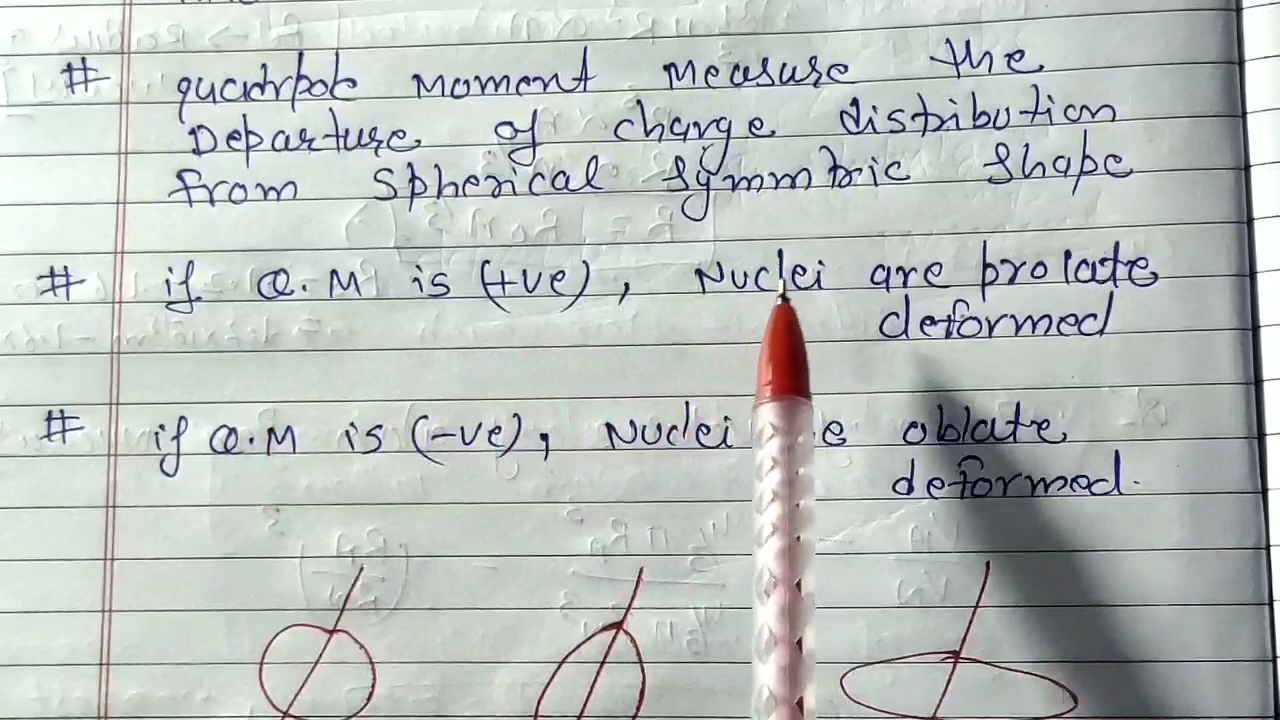 # quadrpole Moment Measure the
Departure of charge distribution
from Spherical Symmtric Shape
# if Q.M is (+ve), Nuclei are prolate
deformed
# if Q.M is (-ve), Nuclei e oblate
deformed.